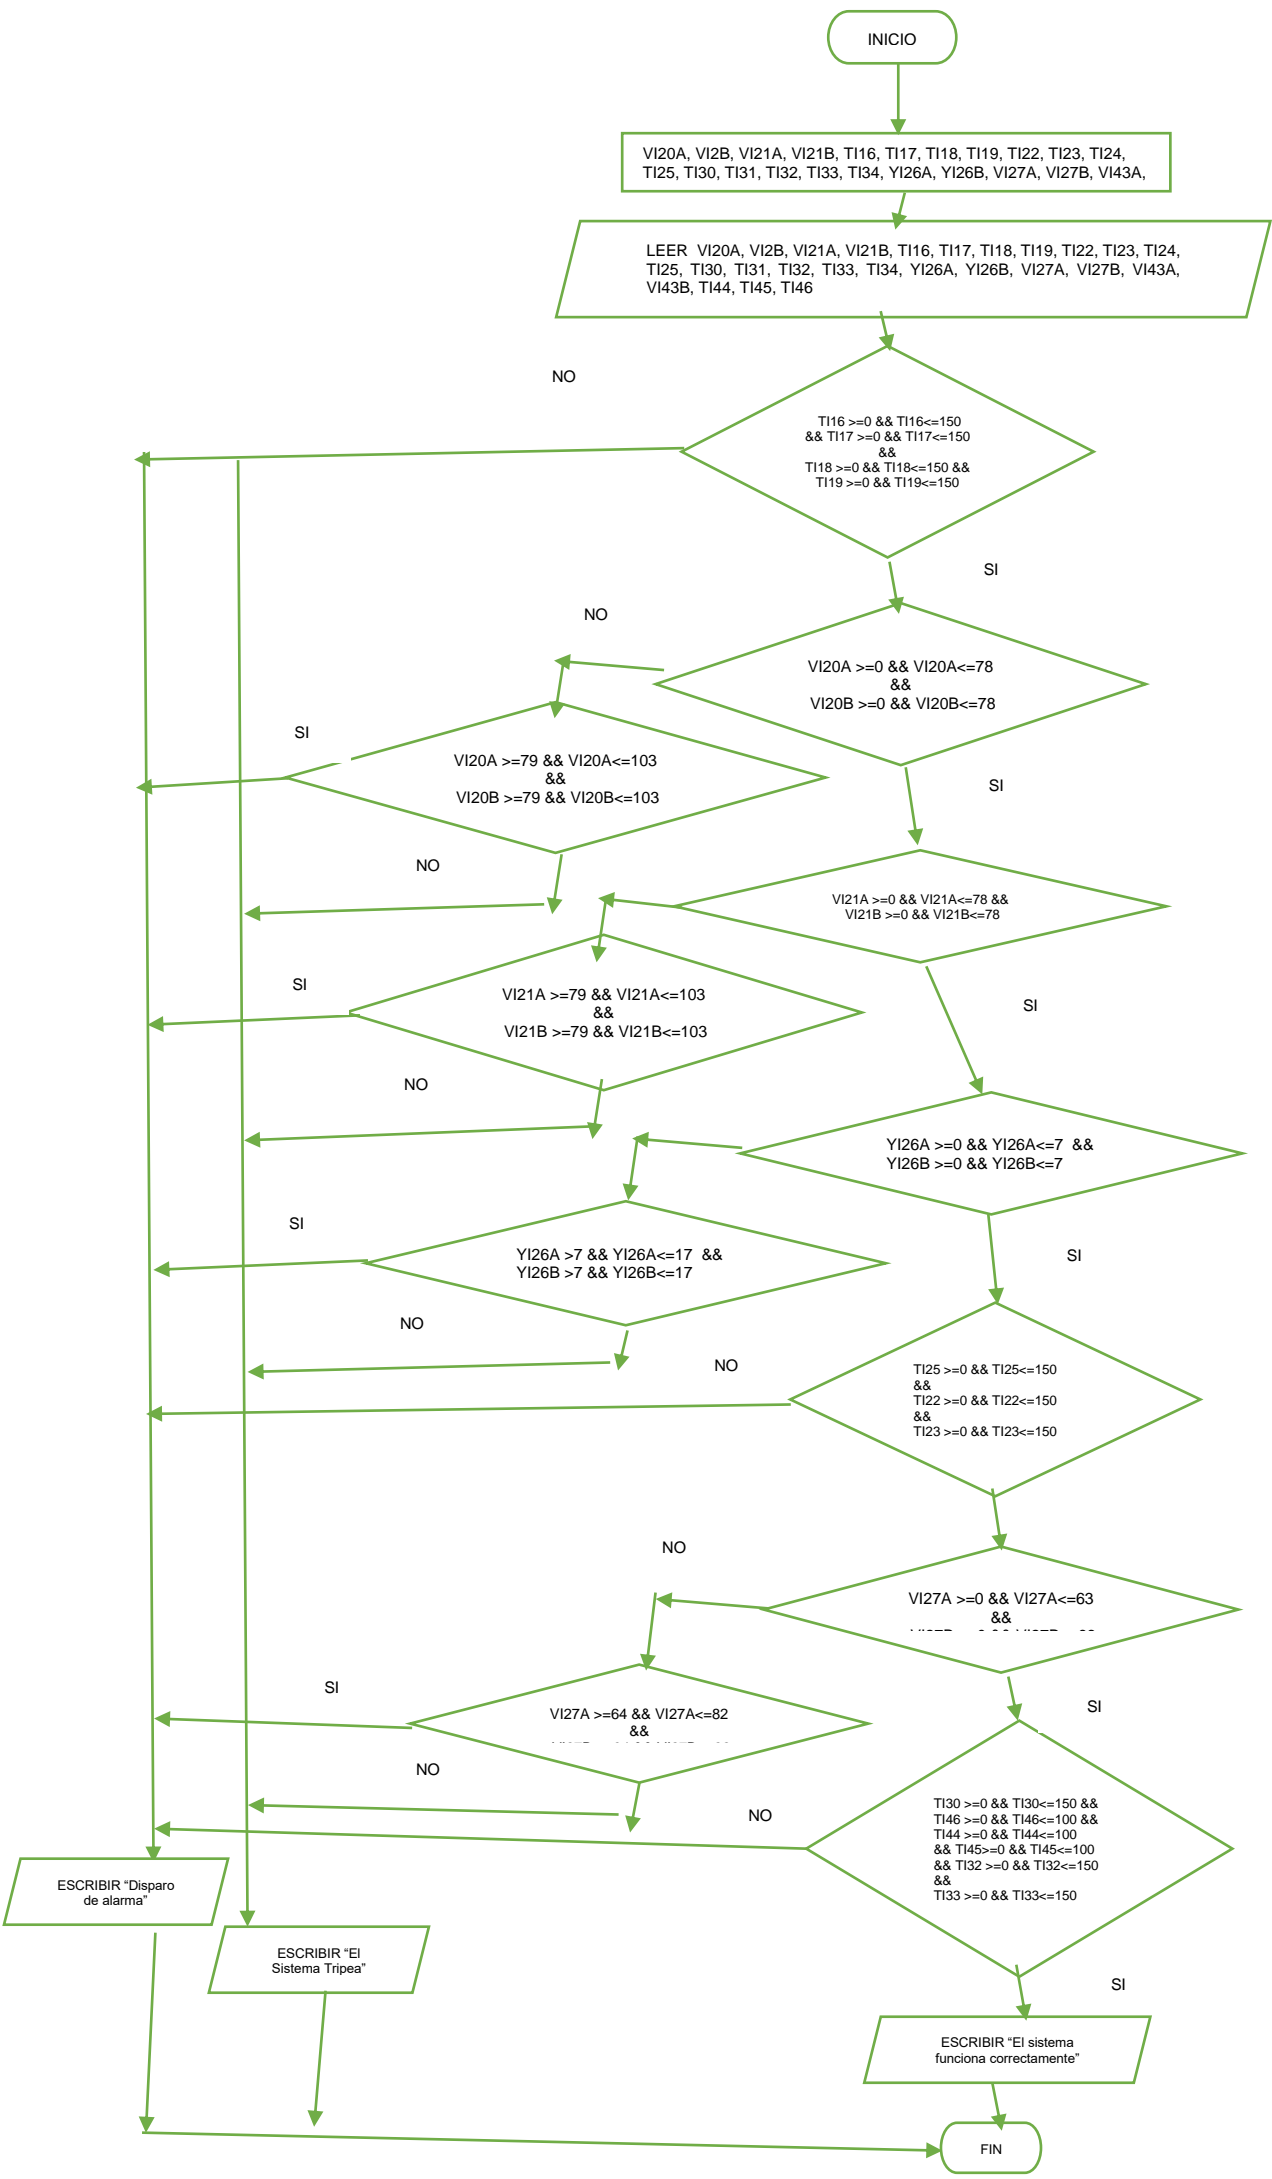 INICIO
VI20A, VI2B, VI21A, VI21B, TI16, TI17, TI18, TI19, TI22, TI23, TI24,
TI25, TI30, TI31, TI32, TI33, TI34, YI26A, YI26B, VI27A, VI27B, VI43A,
LEER VI20A, VI2B, VI21A, VI21B, TI16, TI17, TI18, TI19, TI22, TI23, TI24,
TI25, TI30, TI31, TI32, TI33, TI34, YI26A, YI26B, VI27A, VI27B, VI43A,
VI43B, TI44, TI45, TI46
NO
TI16 >=0 && TI16<=150
&& TI17 >=0 && TI17<=150
&&
TI18 >=0 && TI18<=150 &&
TI19 >=0 && TI19<=150
SI
NO
VI20A >=0 && VI20A<=78
&&
VI20B >=0 && VI20B<=78
SI
VI20A >=79 && VI20A<=103
&&
VI20B >=79 && VI20B<=103
SI
NO
VI21A >=0 && VI21A<=78 &&
VI21B >=0 && VI21B<=78
SI
VI21A >=79 && VI21A<=103
&&
VI21B >=79 && VI21B<=103
SI
NO
YI26A >=0 && YI26A<=7 &&
YI26B >=0 && YI26B<=7
SI
YI26A >7 && YI26A<=17 &&
YI26B >7 && YI26B<=17
SI
NO
NO
TI25 >=0 && TI25<=150
&&
TI22 >=0 && TI22<=150
&&
TI23 >=0 && TI23<=150
NO
VI27A >=0 && VI27A<=63
&&
SI
VI27A >=64 && VI27A<=82
&&
SI
NO
NO
TI30 >=0 && TI30<=150 &&
TI46 >=0 && TI46<=100 &&
TI44 >=0 && TI44<=100
&& TI45>=0 && TI45<=100
&& TI32 >=0 && TI32<=150
&&
TI33 >=0 && TI33<=150
ESCRIBIR “Disparo
de alarma”
ESCRIBIR “El
Sistema Tripea”
SI
ESCRIBIR “El sistema
funciona correctamente”
FIN